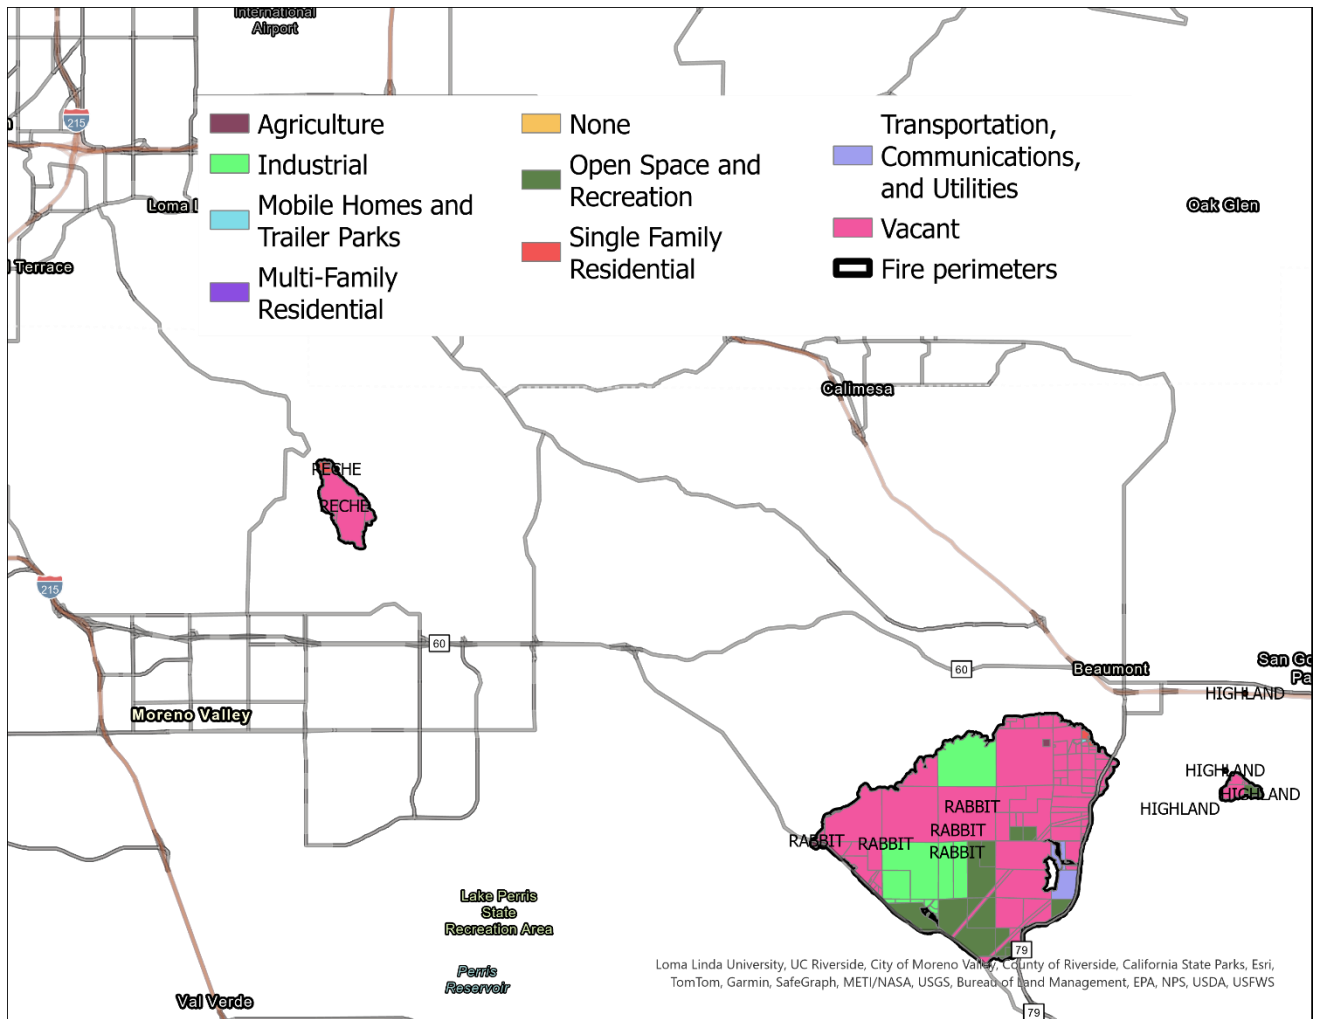 International
Airport
215
Agriculture
Industrial
Mobile Homes and
Trailer Parks
Multi-Family
Residential
None
Open Space and
Recreation
Single Family
Residential
Transportation,
Communications,
and Utilities
Vacant
Fire perimeters
Loma
Oak Glen
Terrace
Calimesa
RECHE
RECHE
215
60
60
Beaumont
San Go
Pa
HIGHLAND
Moreno Valley
HIGHLAND
HIGHLAND
HIGHLAND
RABBIT
RABBIT
RABBIT
RABBIT
RABBIT
Lake Perris
State
Recreation Area
79
Loma Linda University, UC Riverside, City of Moreno Valley, County of Riverside, California State Parks, Esri,
TomTom, Garmin, SafeGraph, METI/NASA, USGS, Bureau of Land Management, EPA, NPS, USDA, USFWS
Perris
Reservoir
Val Verde
79